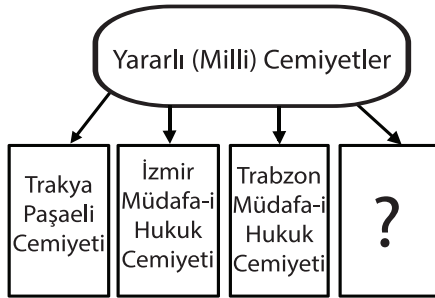 Yararlı (Milli) Cemiyetler
Trakya
Paşaeli
Cemiyeti
İzmir
Müdafa-i
Hukuk
Cemiyeti
Trabzon
Müdafa-i
Hukuk
Cemiyeti
?